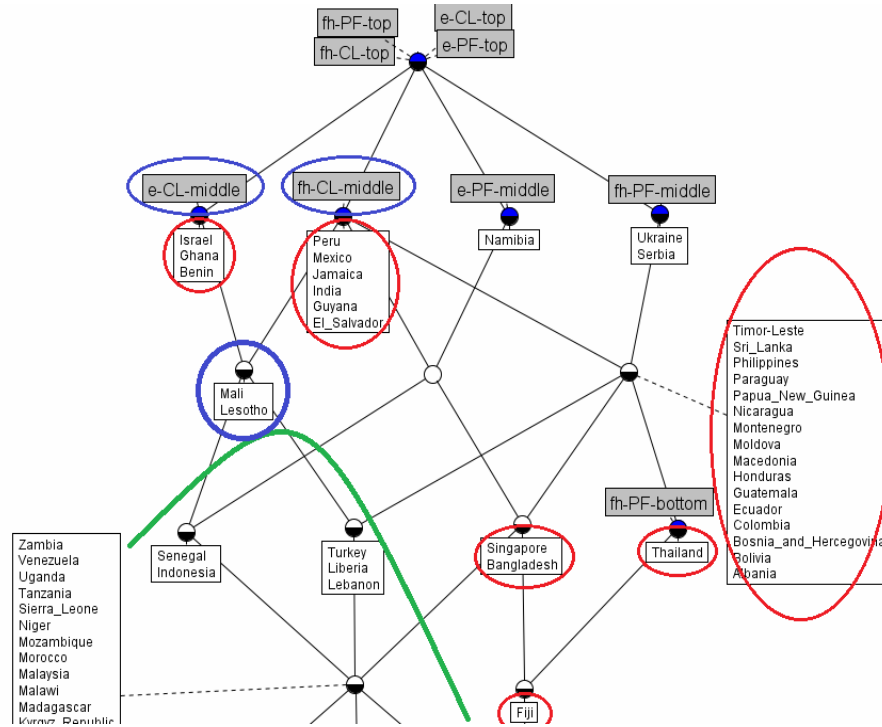 fh-PF-top
e-CL-top
fh-CL-top
e-PF-top
e-CL-middle
fh-CL-middle
e-PF-middle
fh-PF-middle
Israel
Ghana
Benin
Peru
Mexico
Jamaica
India
Guyana
El_Salvador
Namibia
Ukraine
Serbia
Mali
Lesotho
Timor-Leste
Sri_Lanka
Philippines
Paraguay
Papua_New_Guinea
Nicaragua
Montenegro
Moldova
Macedonia
Honduras
Guatemala
Ecuador
Colombia
Bosnia_and_Hercegovina
Bolivia
Albania
fh-PF-bottom
Senegal
Indonesia
Turkey
Liberia
Lebanon
Singapore
Bangladesh
Thailand
Zambia
Venezuela
Uganda
Tanzania
Sierra_Leone
Niger
Mozambique
Morocco
Malaysia
Malawi
Madagascar
Kyrgyz_Republic
Fiji